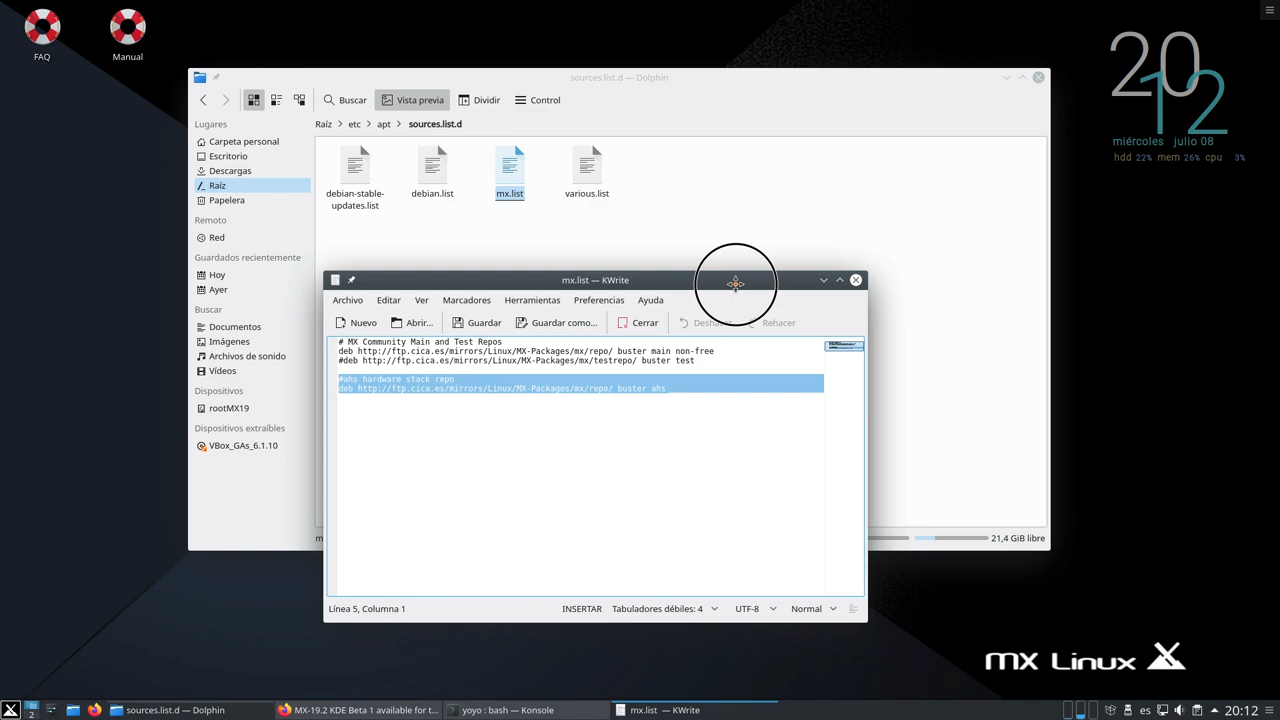 FAQ
Manual
20
12
miércoles julio 08
hdd 22% mem 26% cpu 3%
sources.list.d — Dolphin
Buscar
Vista previa
Dividir
Control
Lugares
Raíz
etc
apt
sources.list.d
Carpeta personal
Escritorio
Descargas
Raíz
Papelera
Remoto
Red
Guardados recientemente
Hoy
Ayer
Buscar
Documentos
Imágenes
Archivos de sonido
Vídeos
Dispositivos
rootMX19
Dispositivos extraíbles
VBox_GAs_6.1.10
debian-stable-
updates.list
debian.list
mx.list
various.list
21,4 GiB libre
mx.list — KWrite
Archivo Editar Ver Marcadores Herramientas Preferencias Ayuda
Nuevo Abrir... Guardar Guardar como... Cerrar Deshacer Rehacer
# MX Community Main and Test Repos
deb http://ftp.cica.es/mirrors/Linux/MX-Packages/mx/repo/ buster main non-free
#deb http://ftp.cica.es/mirrors/Linux/MX-Packages/mx/testrepo/ buster test
#ahs hardware stack repo
deb http://ftp.cica.es/mirrors/Linux/MX-Packages/mx/repo/ buster ahs
Línea 5, Columna 1
INSERTAR
Tabuladores débiles: 4
UTF-8
Normal
MX Linux
2
sources.list.d — Dolphin
MX-19.2 KDE Beta 1 available for t...
yoyo : bash — Konsole
mx.list — KWrite
es
20:12